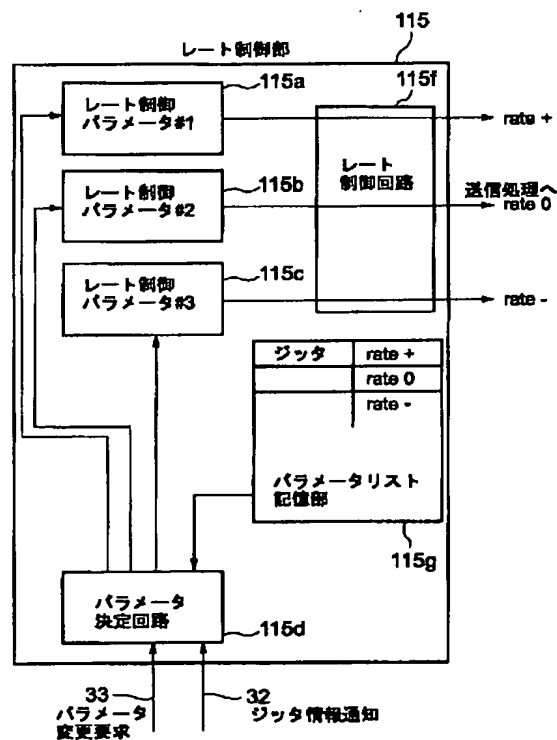 115
レート制御部
115a
115f
レート制御
パラメータ#1
rate +
レート
制御回路
115b
レート制御
パラメータ#2
送信処理へ
rate 0
115c
レート制御
パラメータ#3
rate -
ジッタ
rate +
rate 0
rate -
パラメータリスト
記憶部
115g
パラメータ
決定回路
115d
33
パラメータ
変更要求
32
ジッタ情報通知